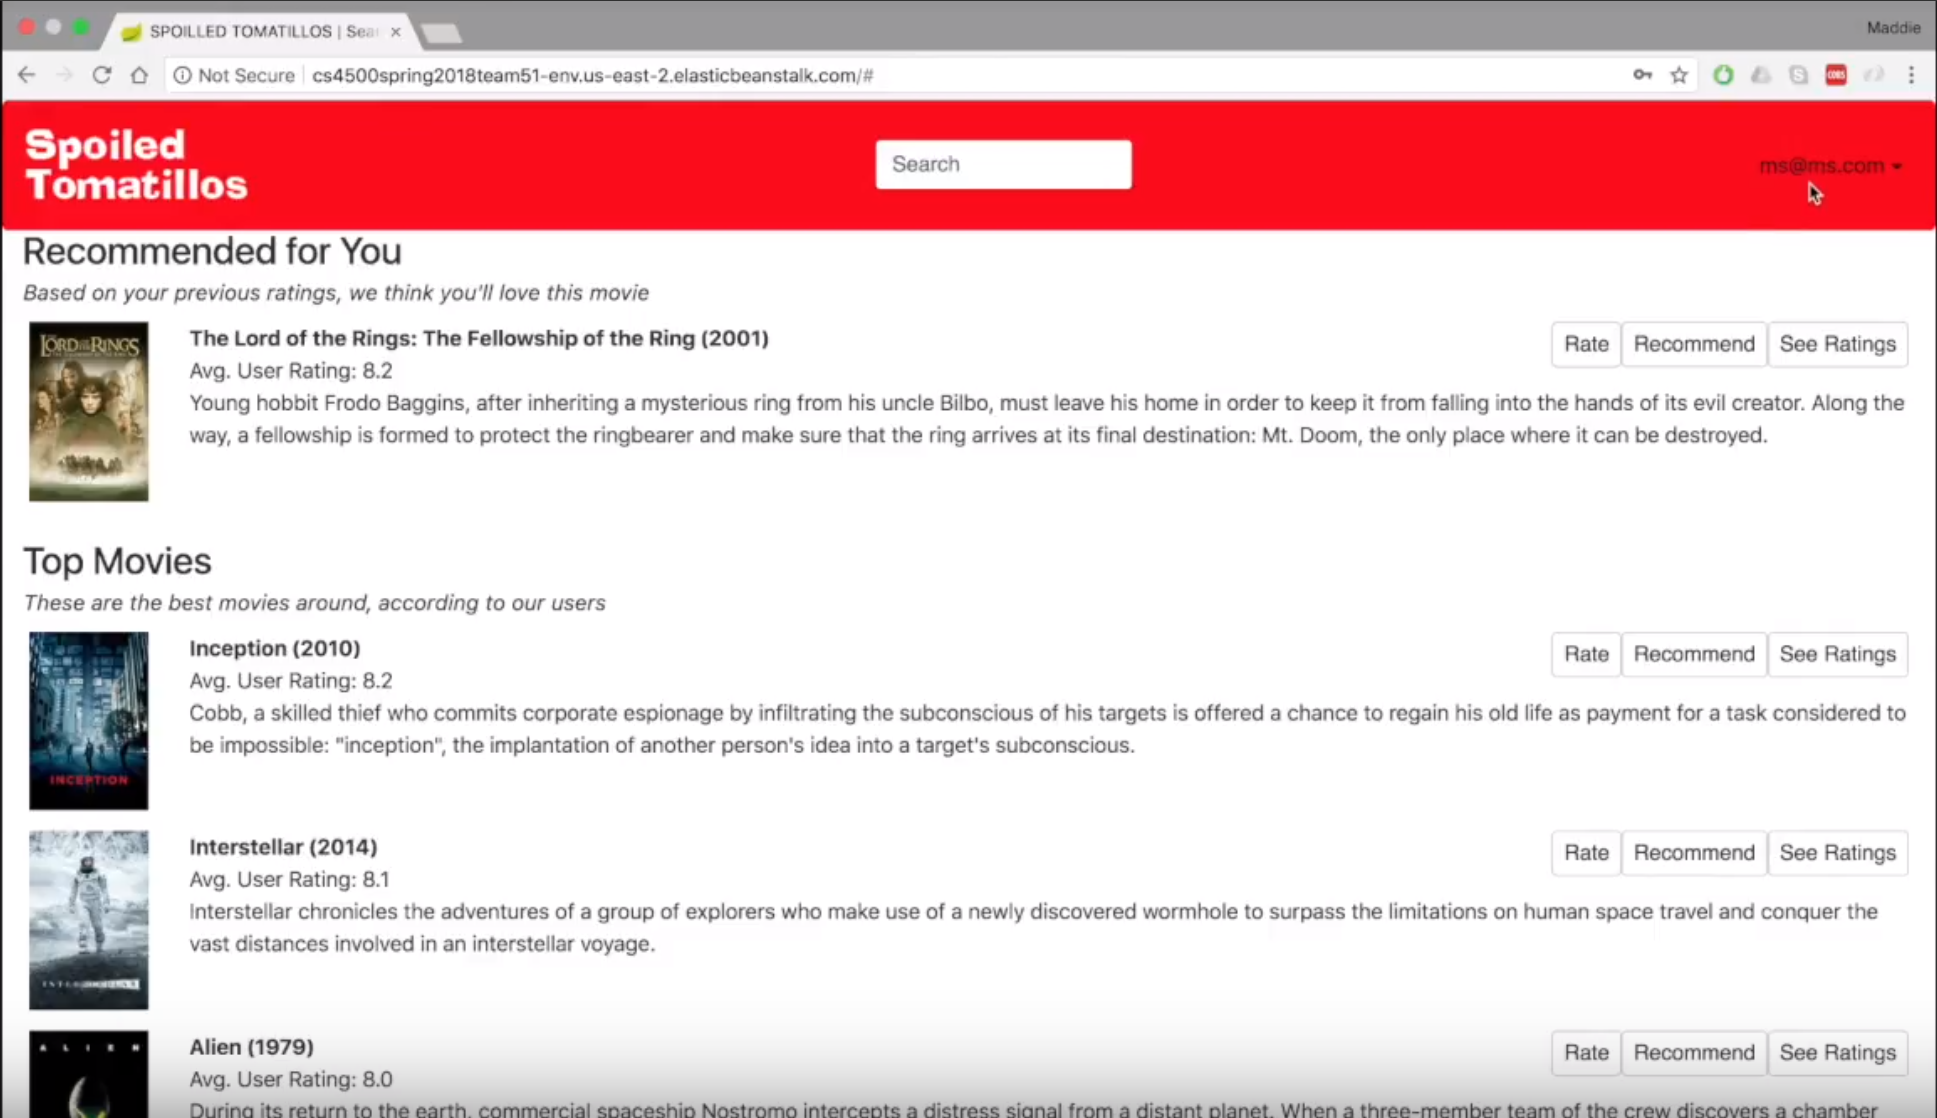 Maddie
SPOILLED TOMATILLOS | Sea
Not Secure
cs4500spring2018team51-env.us-east-2.elasticbeanstalk.com/#
Spoiled
Tomatillos
Search
ms@ms.com
Recommended for You
Based on your previous ratings, we think you'll love this movie
LORD OF THE RINGS
The Lord of the Rings: The Fellowship of the Ring (2001)
Rate Recommend See Ratings
Avg. User Rating: 8.2
Young hobbit Frodo Baggins, after inheriting a mysterious ring from his uncle Bilbo, must leave his home in order to keep it from falling into the hands of its evil creator. Along the
way, a fellowship is formed to protect the ringbearer and make sure that the ring arrives at its final destination: Mt. Doom, the only place where it can be destroyed.
Top Movies
These are the best movies around, according to our users
INCEPTION
Inception (2010)
Rate Recommend See Ratings
Avg. User Rating: 8.2
Cobb, a skilled thief who commits corporate espionage by infiltrating the subconscious of his targets is offered a chance to regain his old life as payment for a task considered to
be impossible: "inception", the implantation of another person's idea into a target's subconscious.
Interstellar (2014)
Rate Recommend See Ratings
Avg. User Rating: 8.1
Interstellar chronicles the adventures of a group of explorers who make use of a newly discovered wormhole to surpass the limitations on human space travel and conquer the
vast distances involved in an interstellar voyage.
ALIEN
Alien (1979)
Rate Recommend See Ratings
Avg. User Rating: 8.0
During its return to the earth, commercial spaceship Nostromo intercepts a distress signal from a distant planet. When a three-member team of the crew discovers a chamber